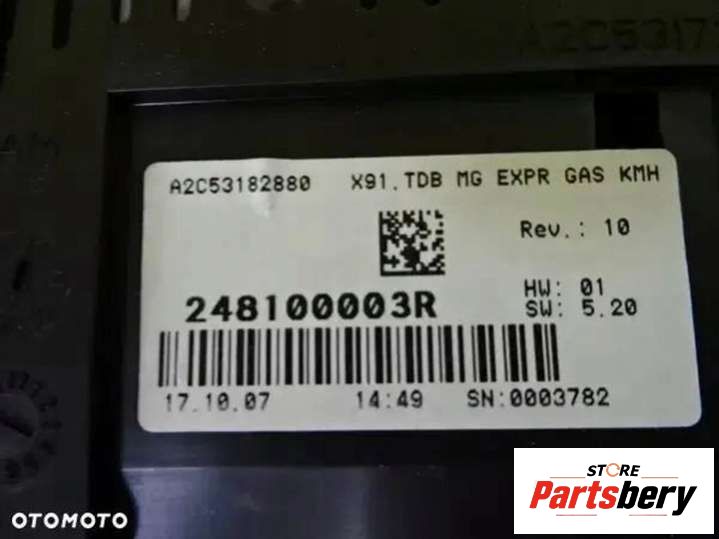 A2C5317
A2C53182880 X91.TDB MG EXPR GAS KMH
Rev.: 10
HW: 01
248100003R
SW: 5.20
17.10.07 14:49 SN:0003782
STORE
Partsbery
OTOMOTO